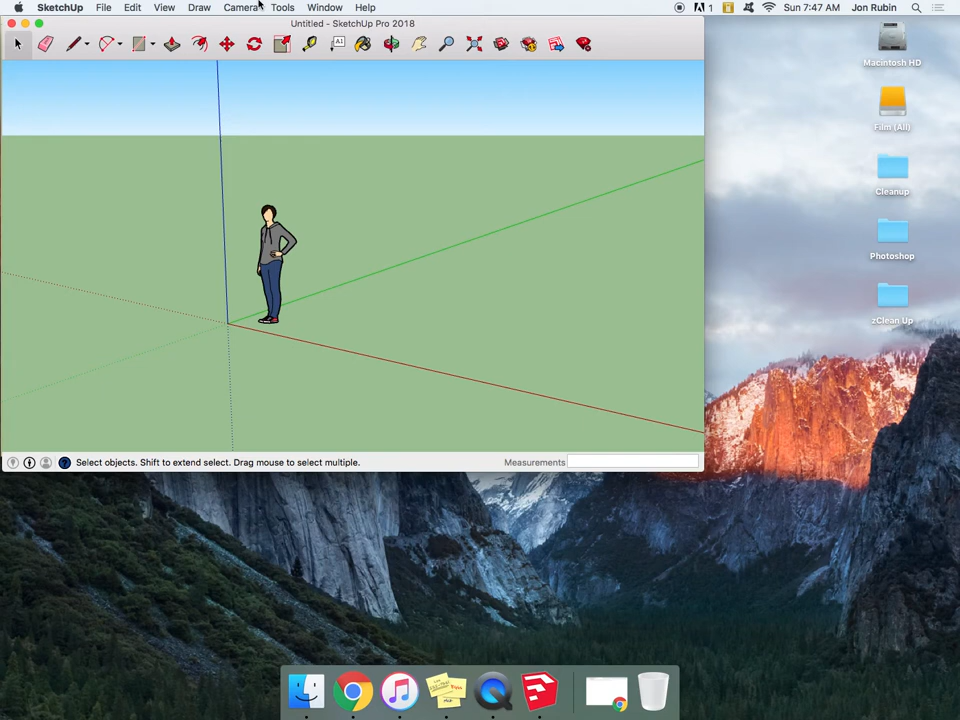 SketchUp File Edit View Draw Camera Tools Window Help 1 Sun 7:47 AM Jon Rubin
Untitled - SketchUp Pro 2018
A1
Select objects. Shift to extend select. Drag mouse to select multiple. Measurements
Macintosh HD
Film (All)
Cleanup
Photoshop
zClean Up